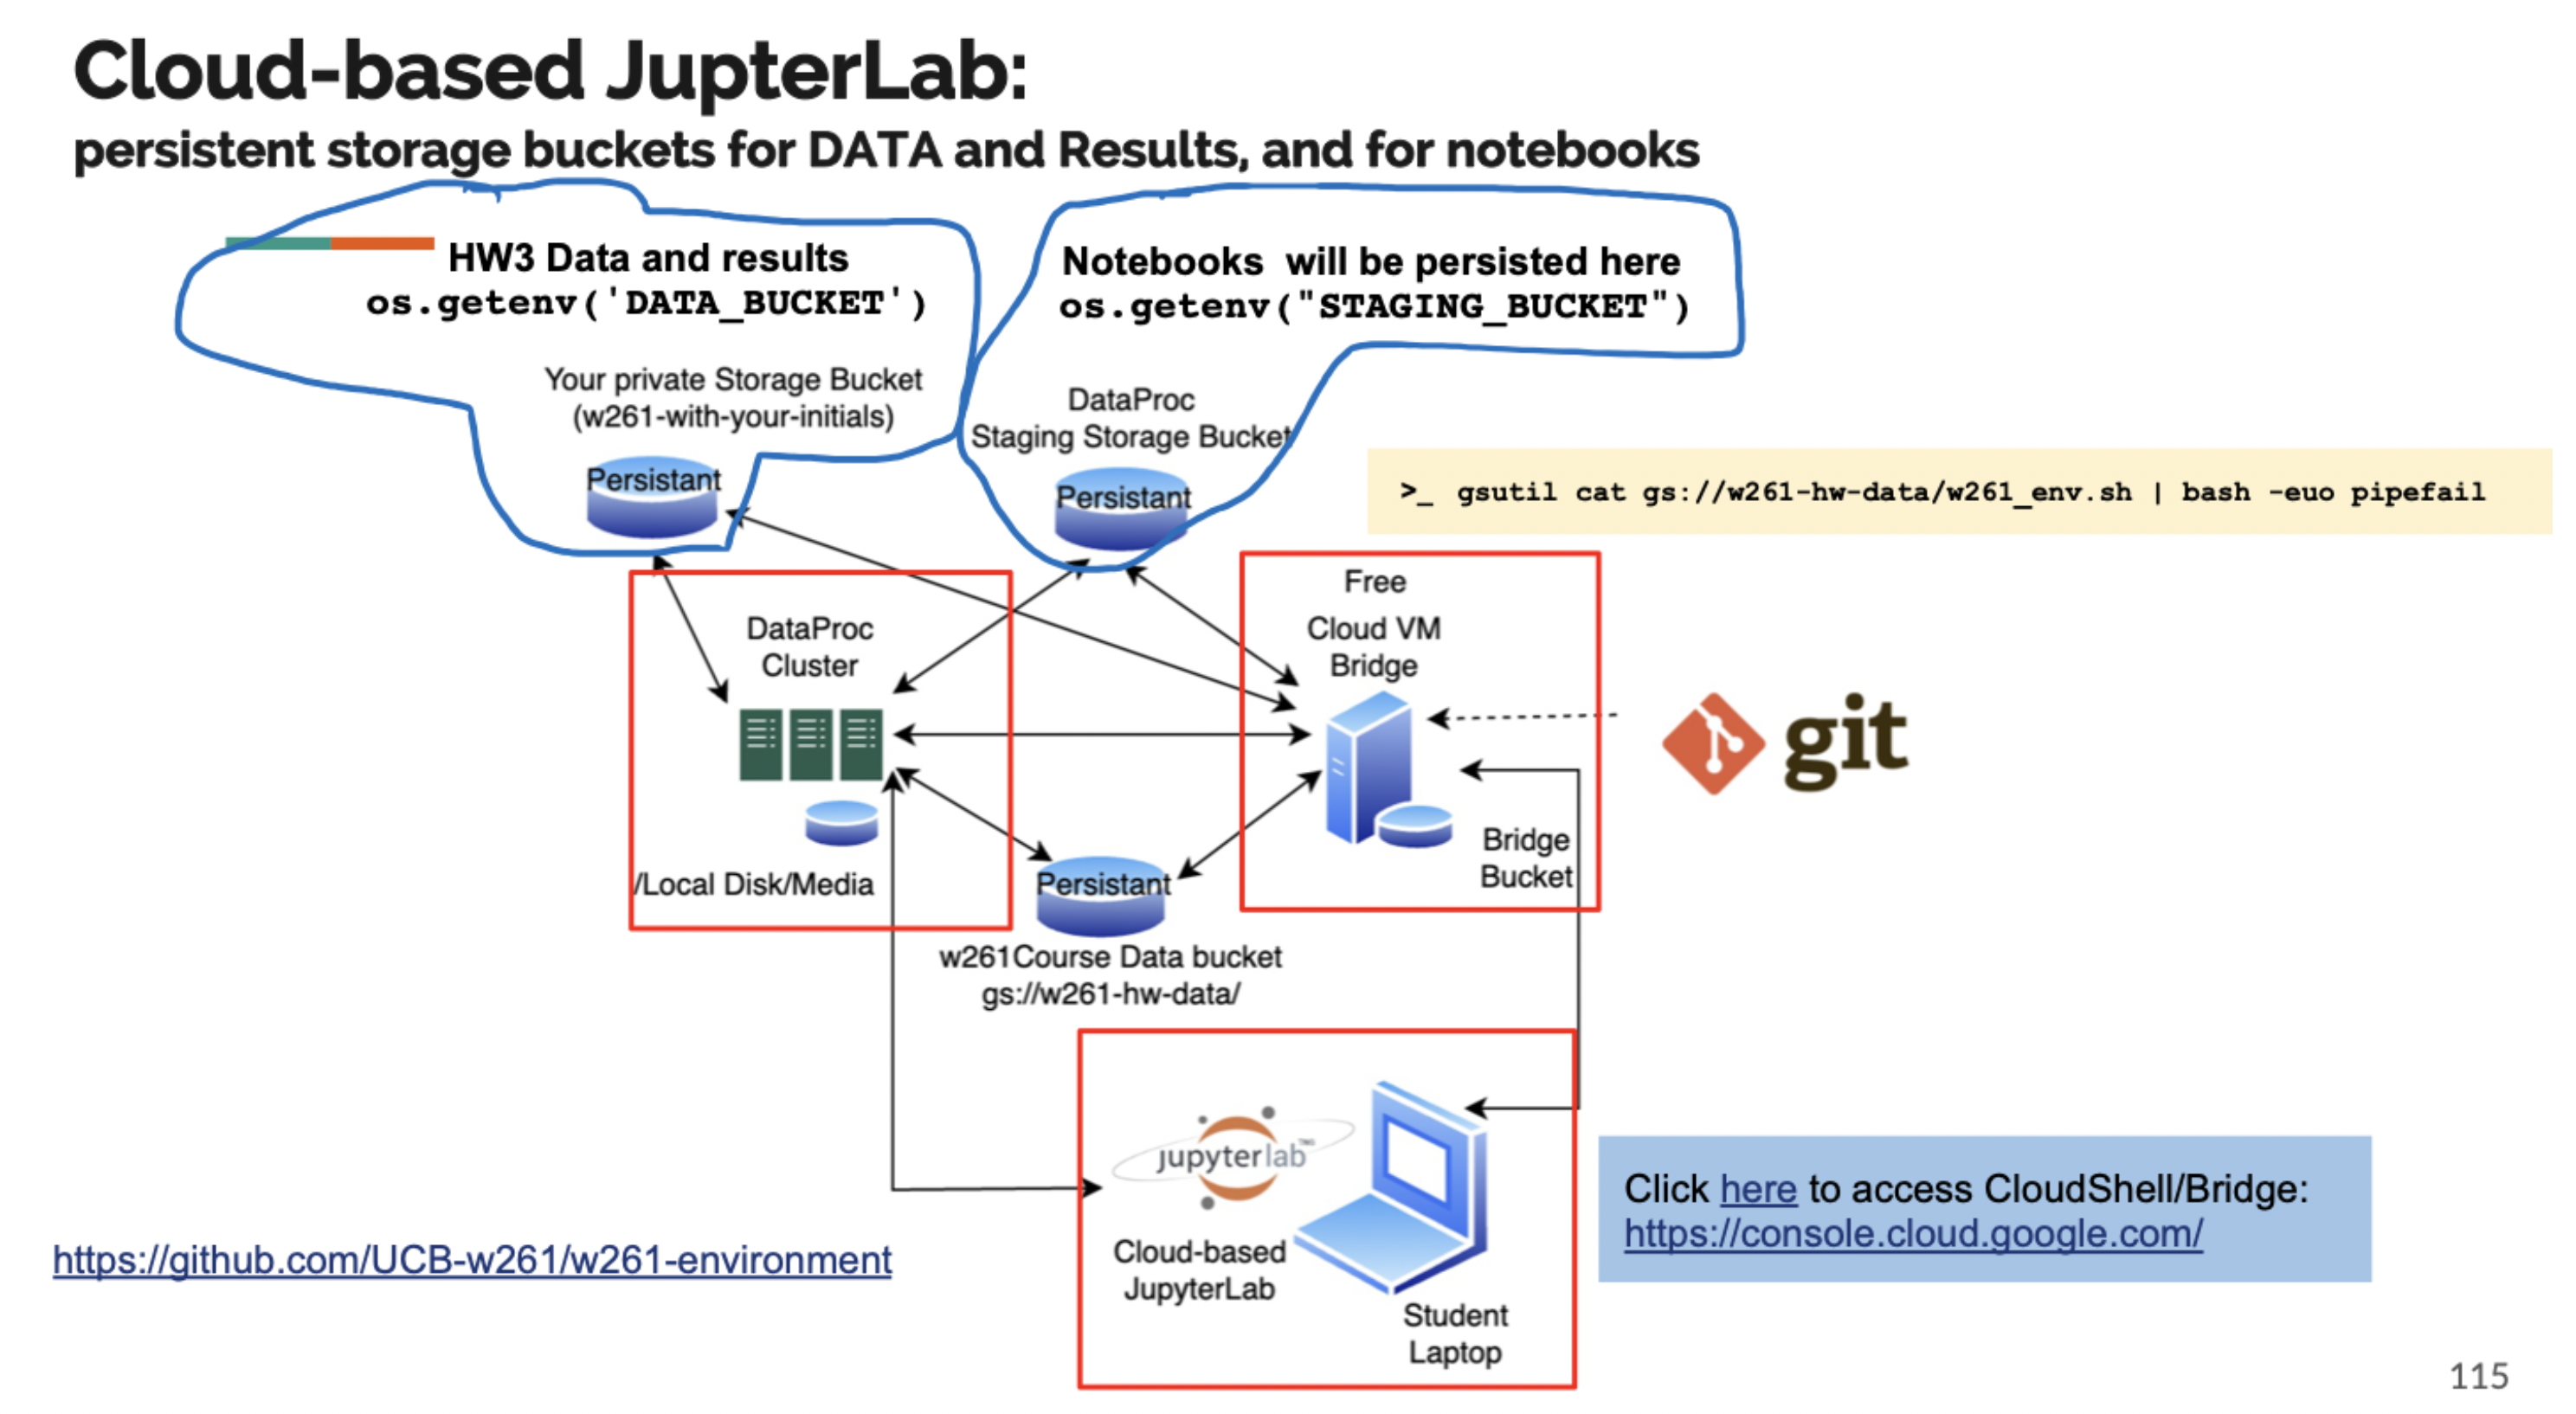 Cloud-based JupterLab:
persistent storage buckets for DATA and Results, and for notebooks
HW3 Data and results
os.getenv('DATA_BUCKET')
Notebooks will be persisted here
os.getenv("STAGING_BUCKET")
Your private Storage Bucket
(w261-with-your-initials)
DataProc
Staging Storage Bucket
Persistant
Persistant
>_ gsutil cat gs://w261-hw-data/w261_env.sh | bash -euo pipefail
DataProc
Cluster
/Local Disk/Media
Free
Cloud VM
Bridge
Bridge
Bucket
git
Persistant
w261Course Data bucket
gs://w261-hw-data/
jupyterlab
Cloud-based
JupyterLab
Student
Laptop
Click here to access CloudShell/Bridge:
https://console.cloud.google.com/
https://github.com/UCB-w261/w261-environment
115